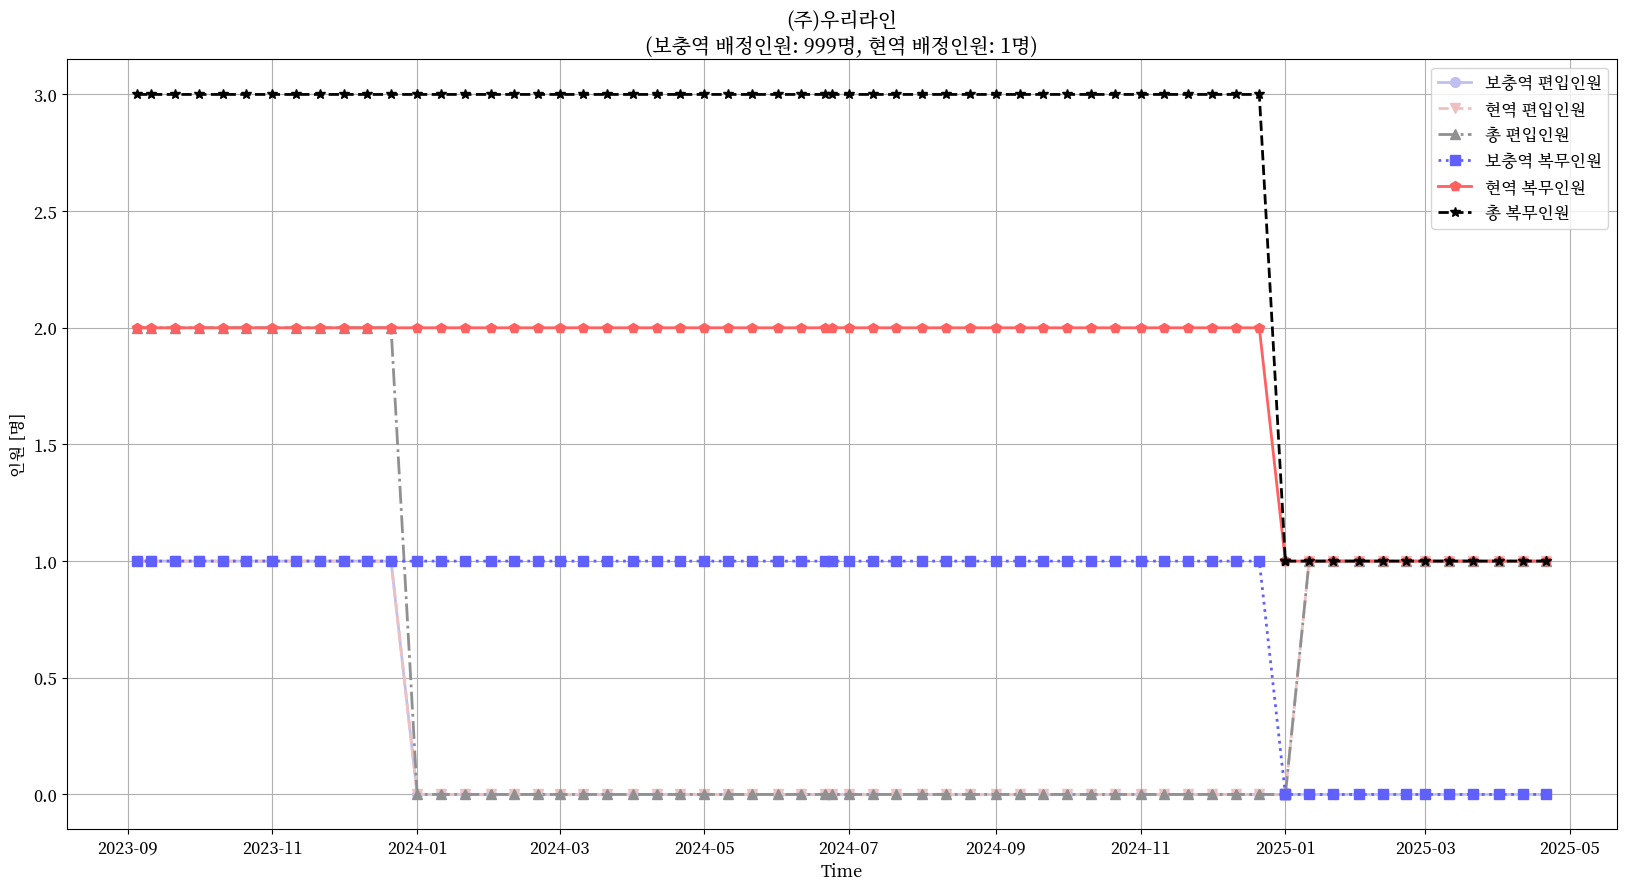 (주)우리라인
(보충역 배정인원: 999명, 현역 배정인원: 1명)
보충역 편입인원
현역 편입인원
총 편입인원
보충역 복무인원
현역 복무인원
총 복무인원
인원 [명]
3.0
2.5
2.0
1.5
1.0
0.5
0.0
2023-09 2023-11 2024-01 2024-03 2024-05 2024-07 2024-09 2024-11 2025-01 2025-03 2025-05
Time